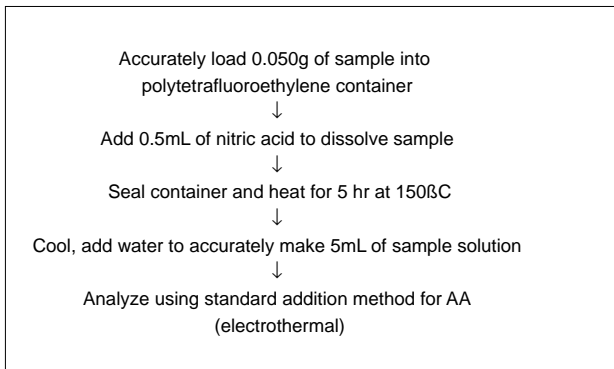 Accurately load 0.050g of sample into
polytetrafluoroethylene container
↓
Add 0.5mL of nitric acid to dissolve sample
↓
Seal container and heat for 5 hr at 150ßC
↓
Cool, add water to accurately make 5mL of sample solution
↓
Analyze using standard addition method for AA
(electrothermal)